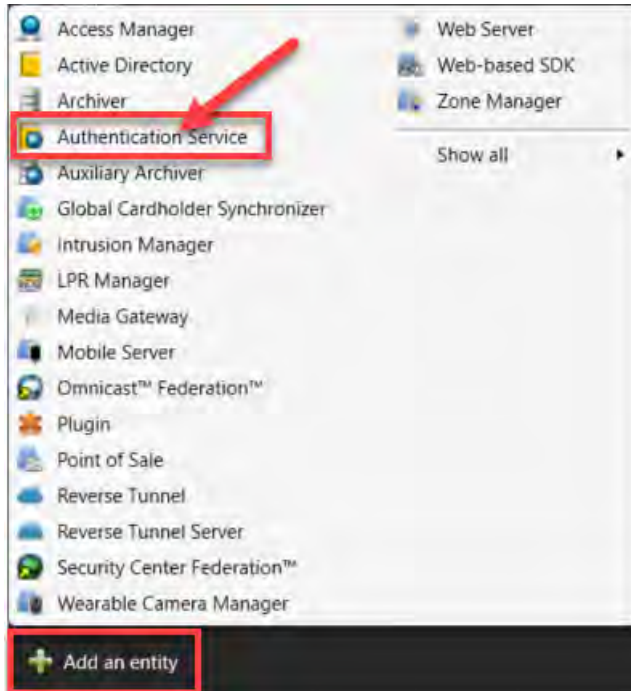 Access Manager
Active Directory
Archiver
Authentication Service
Auxiliary Archiver
Global Cardholder Synchronizer
Intrusion Manager
LPR Manager
Media Gateway
Mobile Server
Omnicast™ Federation™
Plugin
Point of Sale
Reverse Tunnel
Reverse Tunnel Server
Security Center Federation™
Wearable Camera Manager
Web Server
Web-based SDK
Zone Manager
Show all
Add an entity